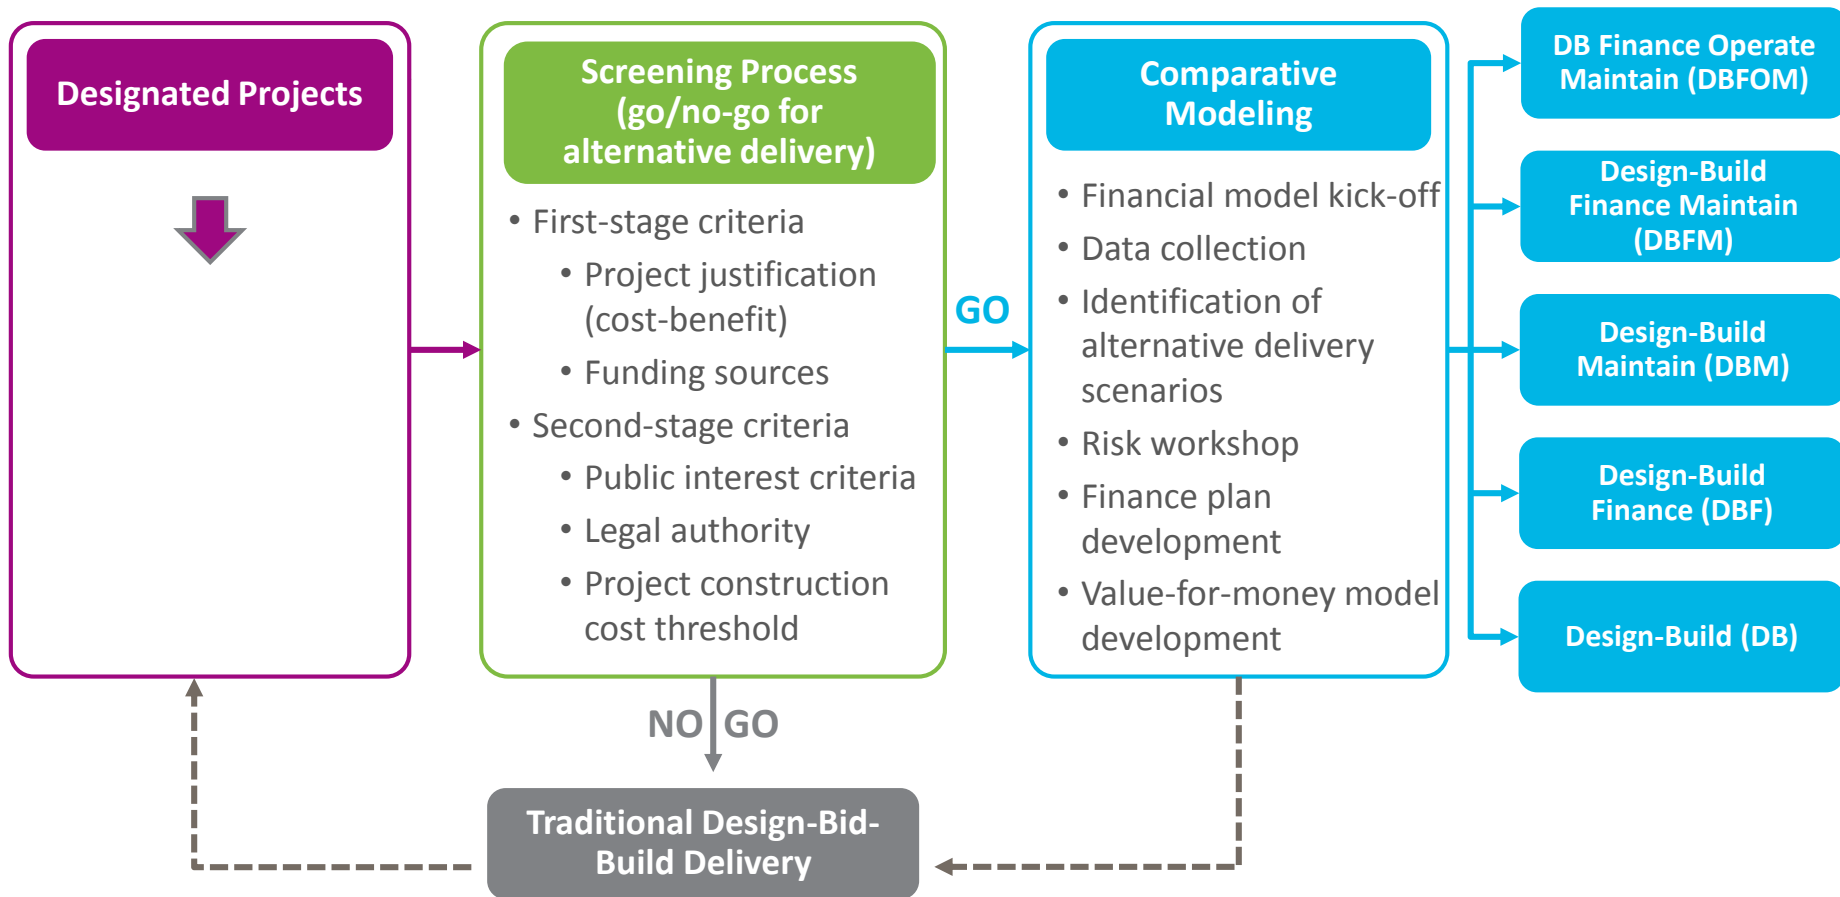 Designated Projects
Screening Process
(go/no-go for
alternative delivery)
• First-stage criteria
• Project justification
(cost-benefit)
• Funding sources
• Second-stage criteria
• Public interest criteria
• Legal authority
• Project construction
cost threshold
GO
NO GO
Comparative
Modeling
• Financial model kick-off
• Data collection
• Identification of
alternative delivery
scenarios
• Risk workshop
• Finance plan
development
• Value-for-money model
development
DB Finance Operate
Maintain (DBFOM)
Design-Build
Finance Maintain
(DBFM)
Design-Build
Maintain (DBM)
Design-Build
Finance (DBF)
Design-Build (DB)
Traditional Design-Bid-
Build Delivery